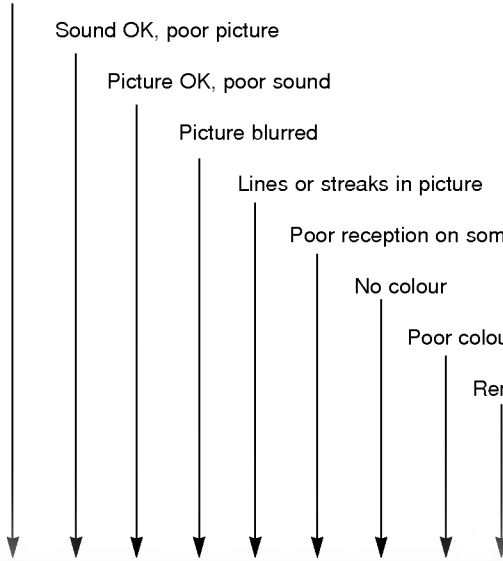 Sound OK, poor picture
Picture OK, poor sound
Picture blurred
Lines or streaks in picture
Poor reception on som
No colour
Poor colou
Rer